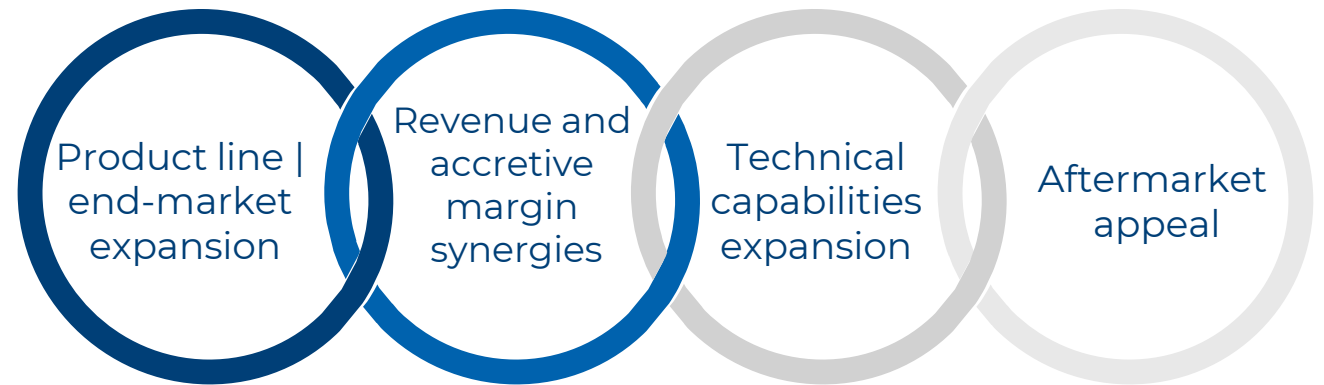 Product line |
end-market
expansion
Revenue and
accretive
margin
synergies
Technical
capabilities
expansion
Aftermarket
appeal